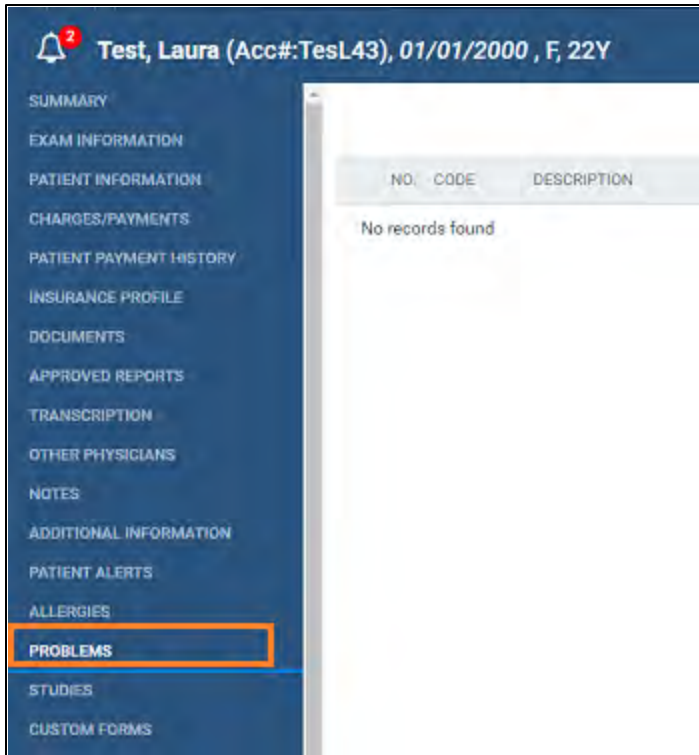 2
Test, Laura (Acc#:TesL43), 01/01/2000 , F, 22Y
SUMMARY
EXAM INFORMATION
PATIENT INFORMATION
CHARGES/PAYMENTS
PATIENT PAYMENT HISTORY
INSURANCE PROFILE
DOCUMENTS
APPROVED REPORTS
TRANSCRIPTION
OTHER PHYSICIANS
NOTES
ADDITIONAL INFORMATION
PATIENT ALERTS
ALLERGIES
PROBLEMS
STUDIES
CUSTOM FORMS
NO. CODE DESCRIPTION
No records found